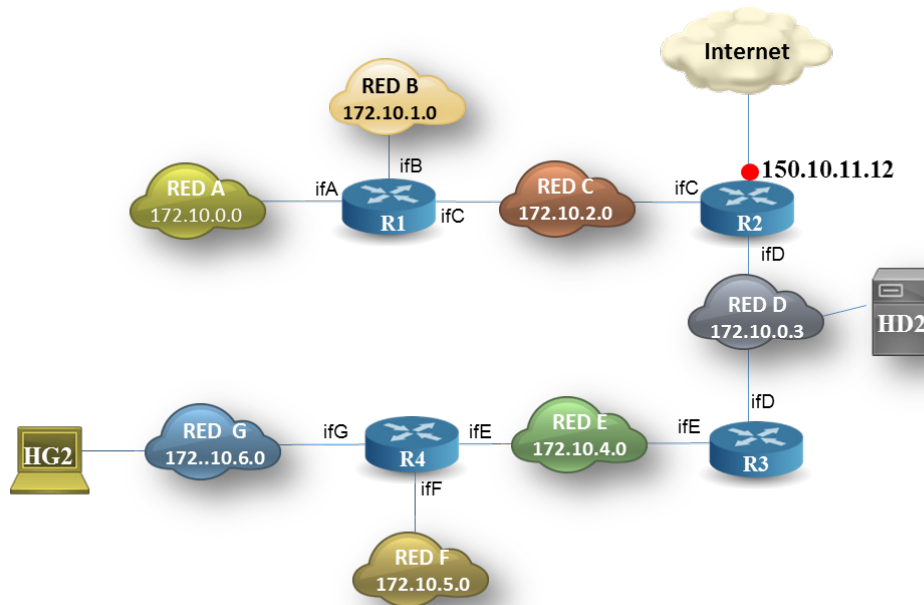 Internet
RED B
172.10.1.0
150.10.11.12
ifB
RED A
172.10.0.0
ifA
R1
ifC
RED C
172.10.2.0
ifC
R2
ifD
RED D
172.10.0.3
HD2
ifD
HG2
RED G
172..10.6.0
ifG
R4
ifE
RED E
172.10.4.0
ifE
R3
ifF
RED F
172.10.5.0